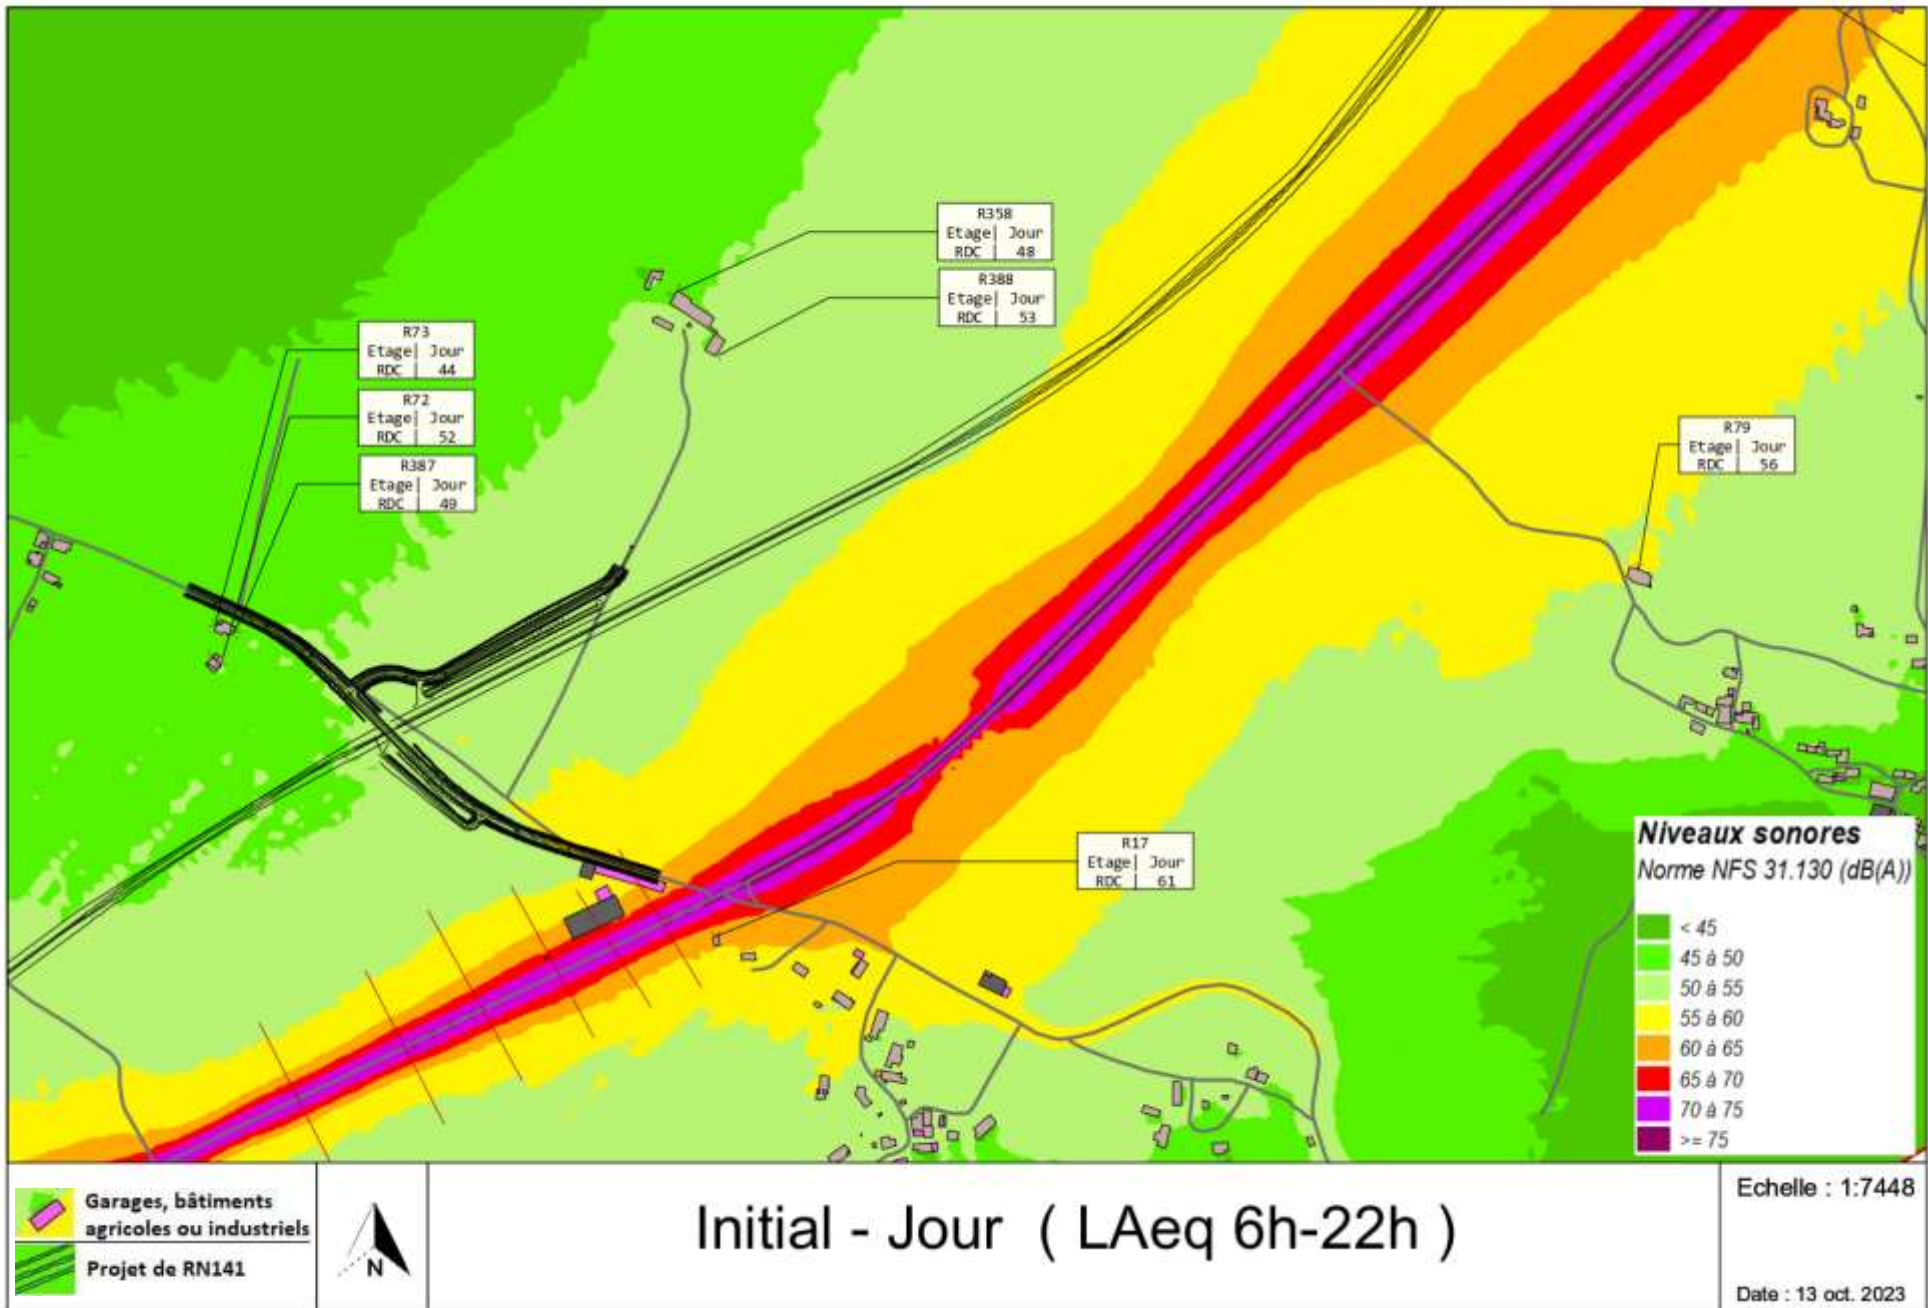 R358
Etage| Jour
RDC | 48
R388
Etage| Jour
RDC | 53
R73
Etage| Jour
RDC | 44
R72
Etage| Jour
RDC | 52
R387
Etage| Jour
RDC | 49
R79
Etage| Jour
RDC | 56
R17
Etage| Jour
RDC | 61
Niveaux sonores
Norme NFS 31.130 (dB(A))
< 45
45 à 50
50 à 55
55 à 60
60 à 65
65 à 70
70 à 75
>= 75
Garages, bâtiments
agricoles ou industriels
Projet de RN141
N
Initial - Jour ( LAeq 6h-22h )
Echelle : 1:7448
Date : 13 oct. 2023